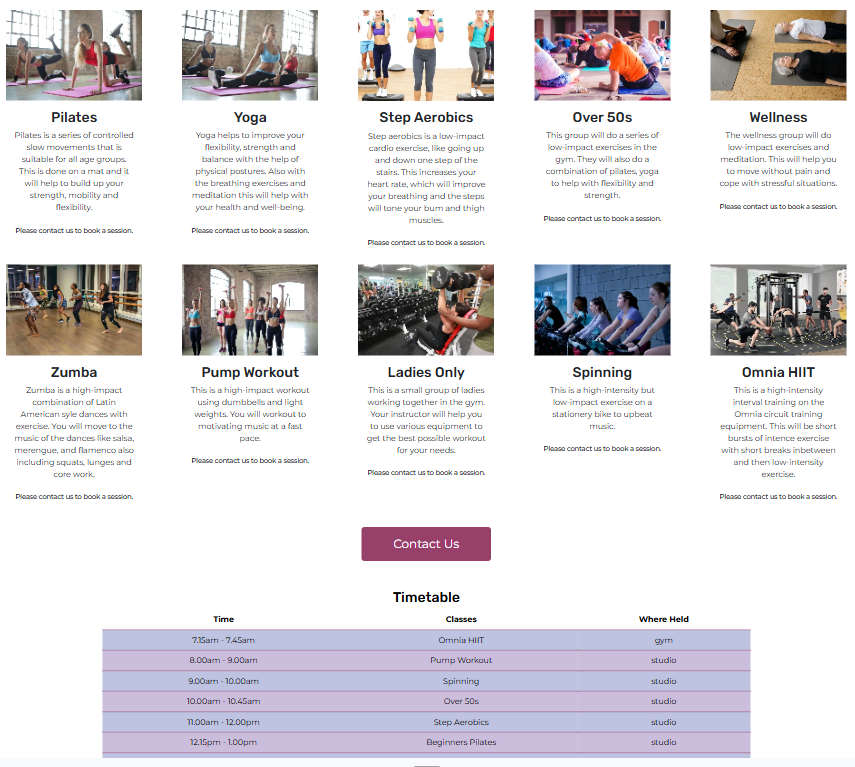 Pilates
Pilates is a series of controlled
slow movements that is
suitable for all age groups.
This is done on a mat and it
will help to build up your
strength, mobility and
flexibility.
Please contact us to book a session.
Yoga
Yoga helps to improve your
flexibility, strength and
balance with the help of
physical postures. Also with
the breathing exercises and
meditation this will help with
your health and well-being.
Please contact us to book a session.
Step Aerobics
Step aerobics is a low-impact
cardio exercise, like going up
and down one step of the
stairs. This increases your
heart rate, which will improve
your breathing and the steps
will tone your bum and thigh
muscles.
Please contact us to book a session.
Over 50s
This group will do a series of
low-impact exercises in the
gym. They will also do a
combination of pilates, yoga
to help with flexibility and
strength.
Please contact us to book a session.
Wellness
The wellness group will do
low-impact exercises and
meditation. This will help you
to move without pain and
cope with stressful situations.
Please contact us to book a session.
Zumba
Zumba is a high-impact
combination of Latin
American syle dances with
exercise. You will move to the
music of the dances like salsa,
merengue, and flamenco also
including squats, lunges and
core work.
Please contact us to book a session.
Pump Workout
This is a high-impact workout
using dumbbells and light
weights. You will workout to
motivating music at a fast
pace.
Please contact us to book a session.
Ladies Only
This is a small group of ladies
working together in the gym.
Your instructor will help you
to use various equipment to
get the best possible workout
for your needs.
Please contact us to book a session.
Spinning
This is a high-intensity but
low-impact exercise on a
stationery bike to upbeat
music.
Please contact us to book a session.
Omnia HIIT
This is a high-intensity
interval training on the
Omnia circuit training
equipment. This will be short
bursts of intence exercise
with short breaks inbetween
and then low-intensity
exercise.
Please contact us to book a session.
Contact Us
Timetable
Time Classes Where Held
7.15am - 7.45am Omnia HIIT gym
8.00am - 9.00am Pump Workout studio
9.00am - 10.00am Spinning studio
10.00am - 10.45am Over 50s studio
11.00am - 12.00pm Step Aerobics studio
12.15pm - 1.00pm Beginners Pilates studio